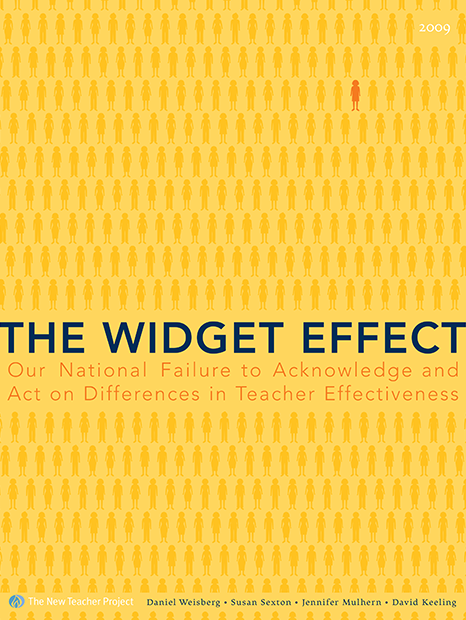 2009
THE WIDGET EFFECT
Our National Failure to Acknowledge and
Act on Differences in Teacher Effectiveness
The New Teacher Project Daniel Weisberg • Susan Sexton • Jennifer Mulhern • David Keeling